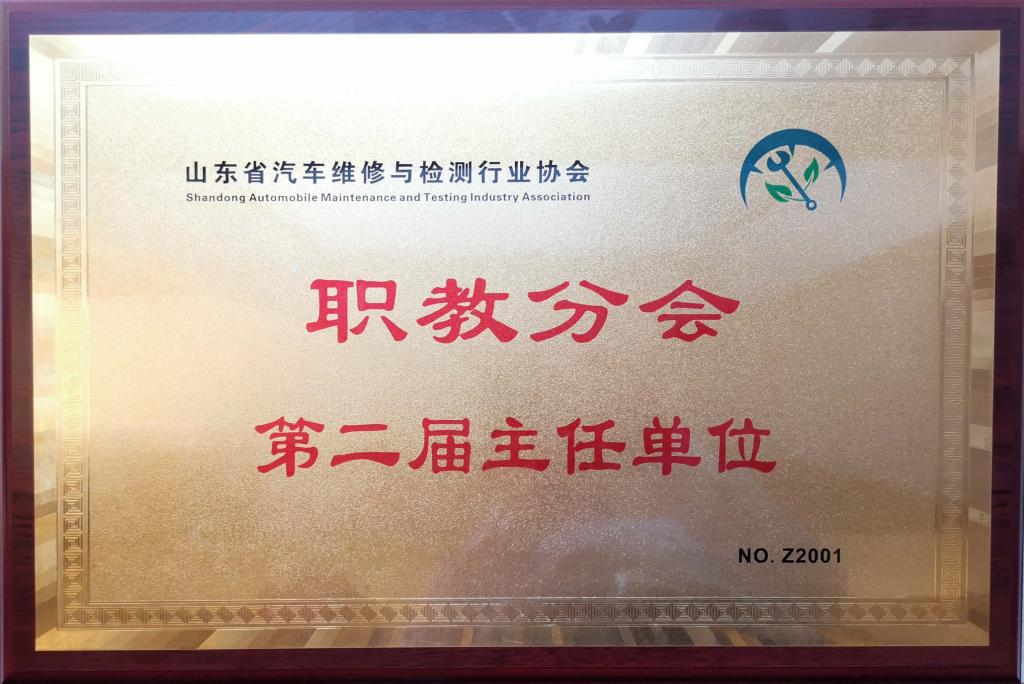 山东省汽车维修与检测行业协会
Shandong Automobile Maintenance and Testing Industry Association
职教分会
第二届主任单位
NO. Z2001